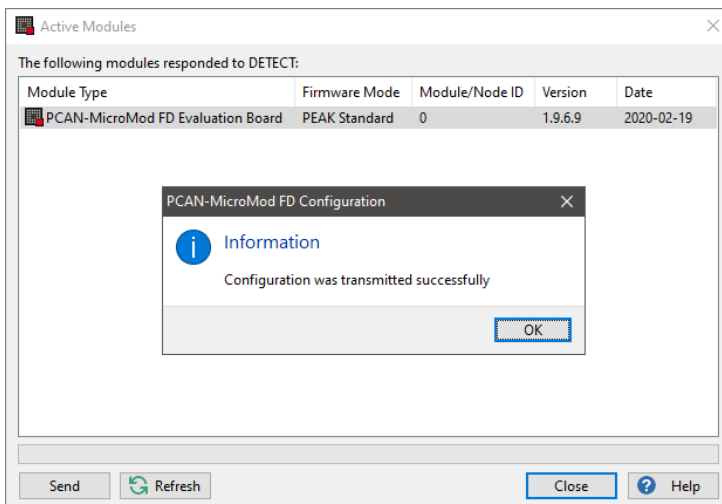 Active Modules
The following modules responded to DETECT:
Module Type Firmware Mode Module/Node ID Version Date
PCAN-MicroMod FD Evaluation Board PEAK Standard 0 1.9.6.9 2020-02-19
PCAN-MicroMod FD Configuration
Information
Configuration was transmitted successfully
OK
Send Refresh Close Help